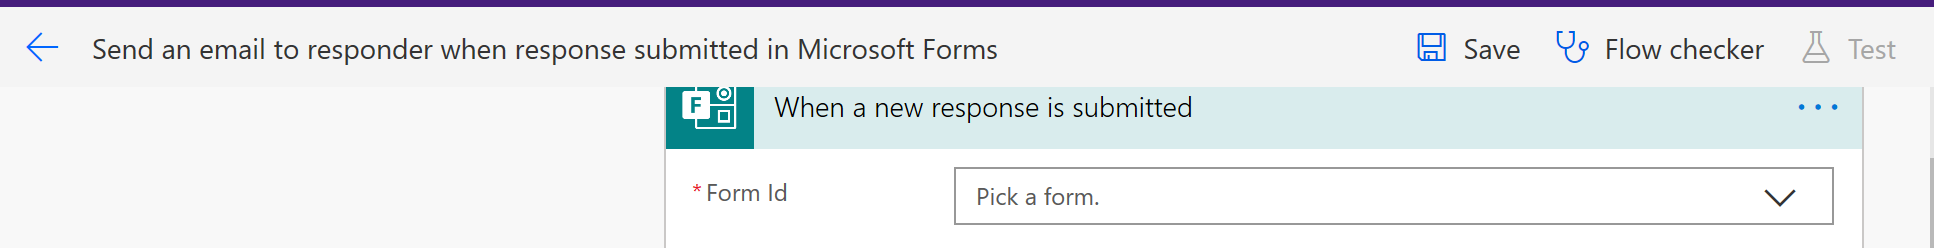 Send an email to responder when response submitted in Microsoft Forms
Save
Flow checker
Test
F
When a new response is submitted
...
* Form Id
Pick a form.